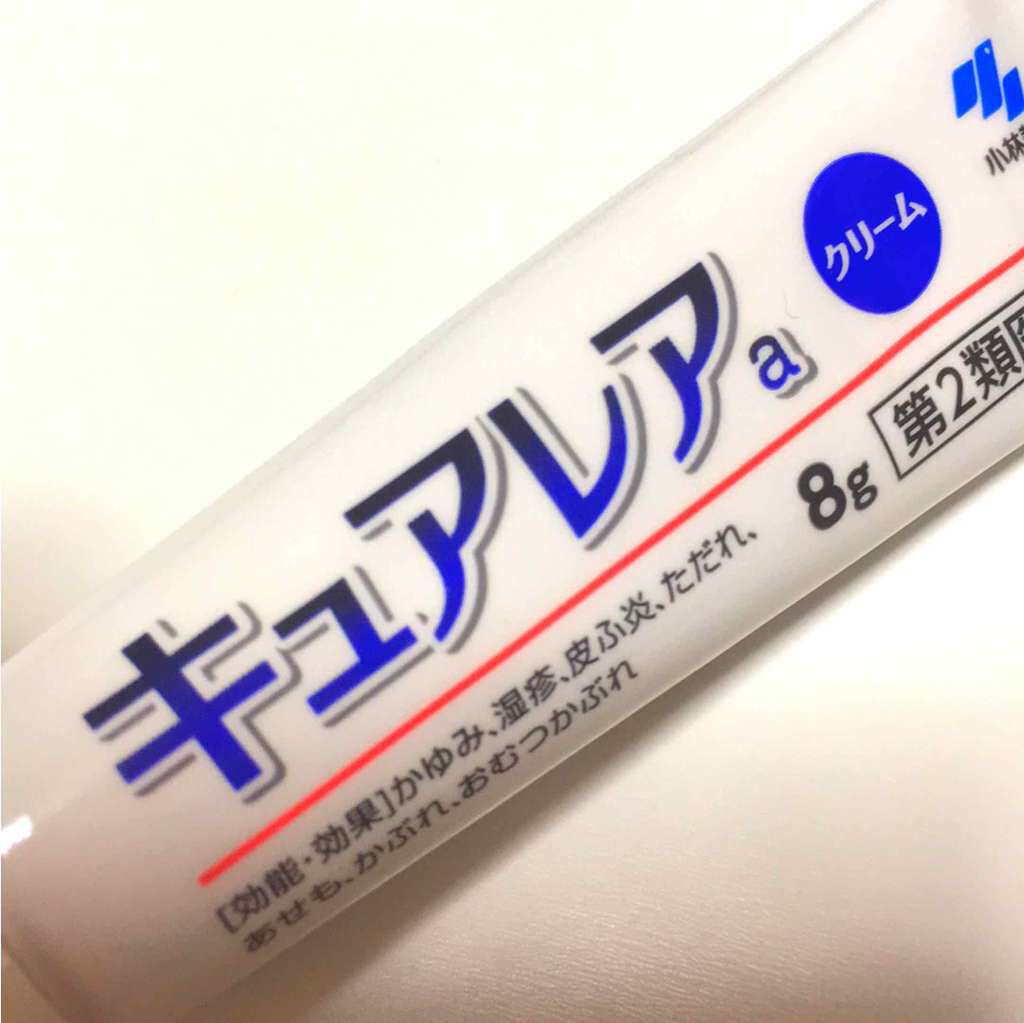 小林
クリーム
キュアレアa
第2類
8g
[効能・効果]かゆみ、湿疹、皮ふ炎、ただれ、
あせも、かぶれ、おむつかぶれ